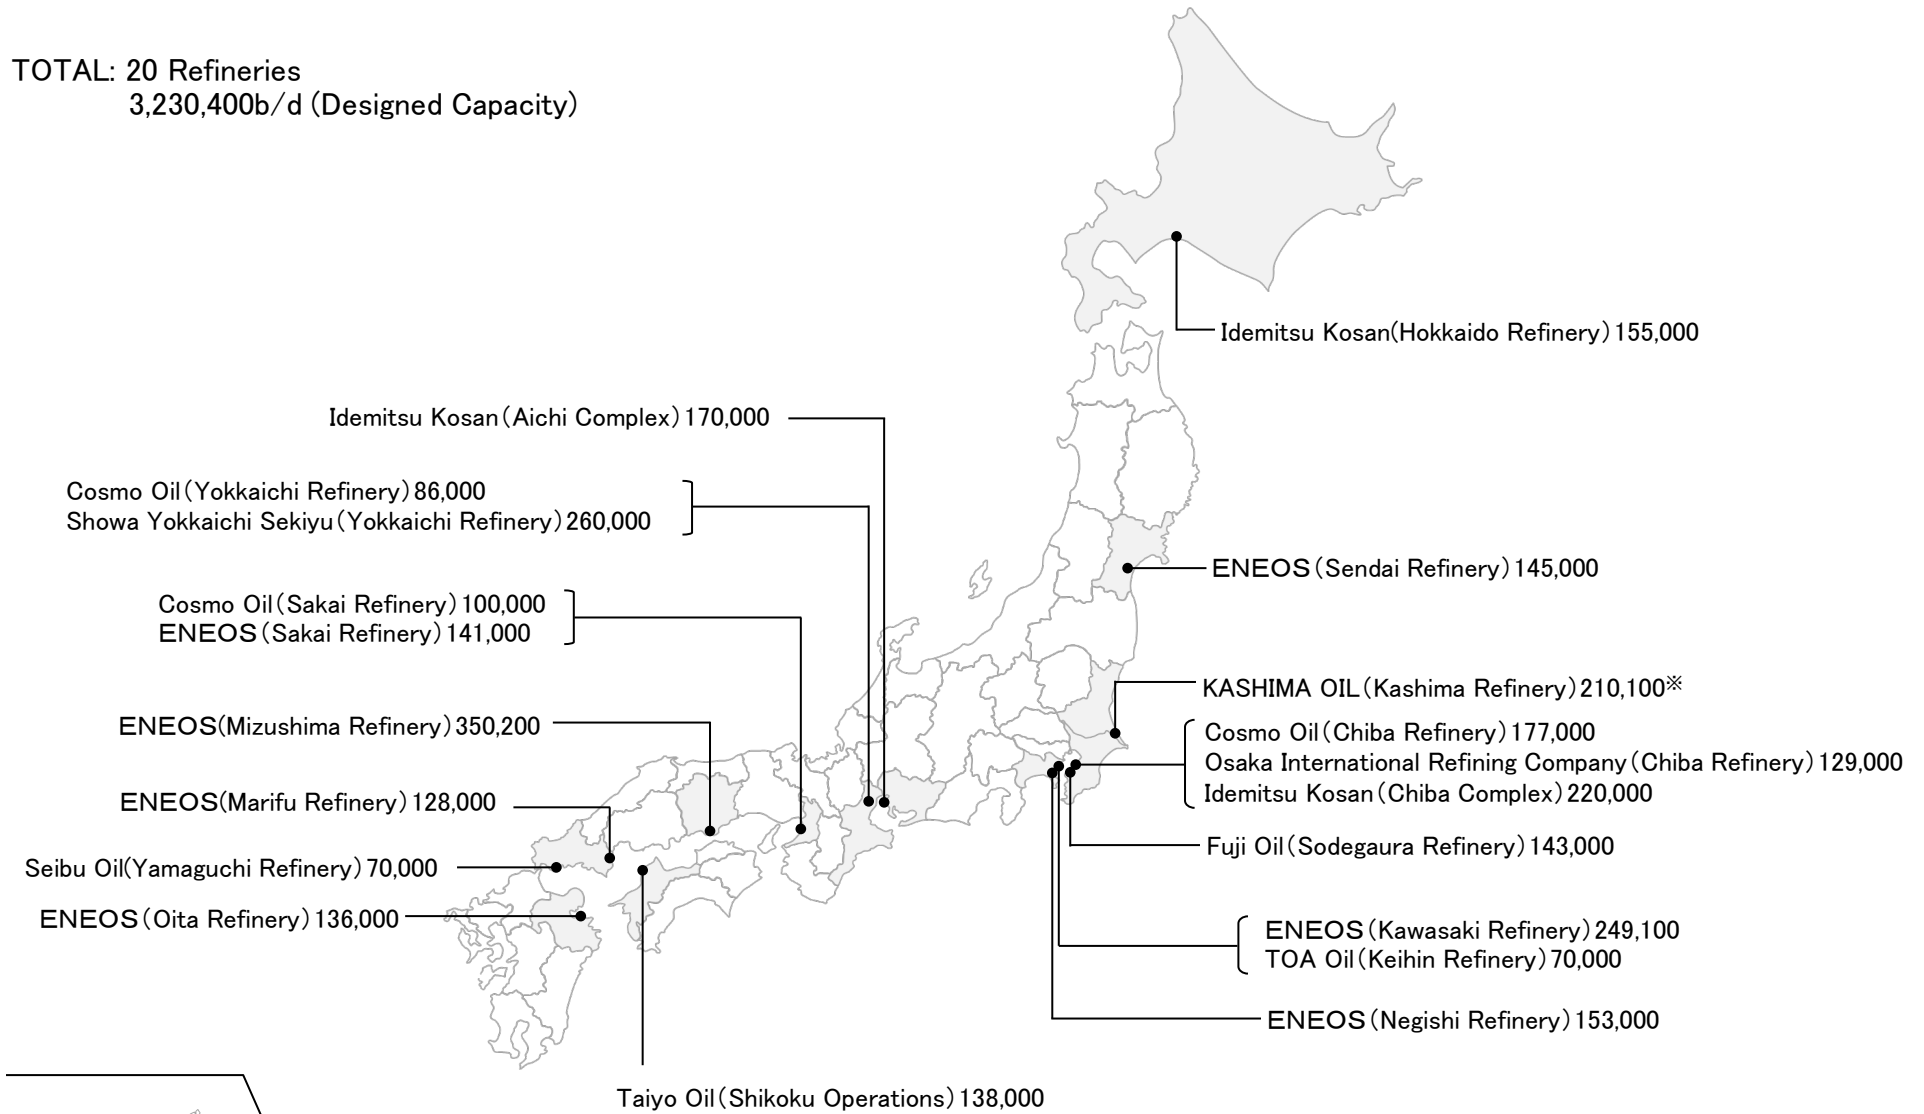 TOTAL: 20 Refineries
3,230,400b/d (Designed Capacity)
Idemitsu Kosan(Hokkaido Refinery) 155,000
Idemitsu Kosan(Aichi Complex) 170,000
Cosmo Oil(Yokkaichi Refinery) 86,000
Showa Yokkaichi Sekiyu(Yokkaichi Refinery) 260,000
ENEOS(Sendai Refinery) 145,000
Cosmo Oil(Sakai Refinery) 100,000
ENEOS(Sakai Refinery) 141,000
KASHIMA OIL(Kashima Refinery) 210,100※
ENEOS(Mizushima Refinery) 350,200
Cosmo Oil(Chiba Refinery) 177,000
Osaka International Refining Company(Chiba Refinery) 129,000
Idemitsu Kosan(Chiba Complex) 220,000
ENEOS(Marifu Refinery) 128,000
Fuji Oil(Sodegaura Refinery) 143,000
Seibu Oil(Yamaguchi Refinery) 70,000
ENEOS(Oita Refinery) 136,000
ENEOS(Kawasaki Refinery) 249,100
TOA Oil(Keihin Refinery) 70,000
ENEOS(Negishi Refinery) 153,000
Taiyo Oil(Shikoku Operations) 138,000